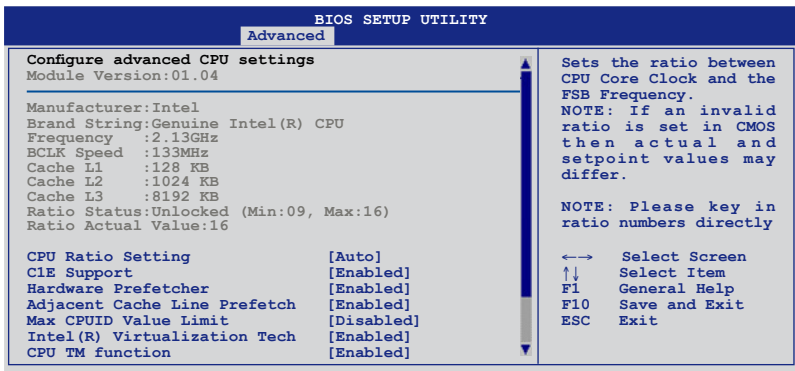 BIOS SETUP UTILITY
Advanced
Configure advanced CPU settings
Module Version:01.04
Manufacturer:Intel
Brand String:Genuine Intel(R) CPU
Frequency :2.13GHz
BCLK Speed :133MHz
Cache L1 :128 KB
Cache L2 :1024 KB
Cache L3 :8192 KB
Ratio Status:Unlocked (Min:09, Max:16)
Ratio Actual Value:16
CPU Ratio Setting [Auto]
C1E Support [Enabled]
Hardware Prefetcher [Enabled]
Adjacent Cache Line Prefetch [Enabled]
Max CPUID Value Limit [Disabled]
Intel(R) Virtualization Tech [Enabled]
CPU TM function [Enabled]
Sets the ratio between
CPU Core Clock and the
FSB Frequency.
NOTE: If an invalid
ratio is set in CMOS
then actual and
setpoint values may
differ.
NOTE: Please key in
ratio numbers directly
←→ Select Screen
↑↓ Select Item
F1 General Help
F10 Save and Exit
ESC Exit